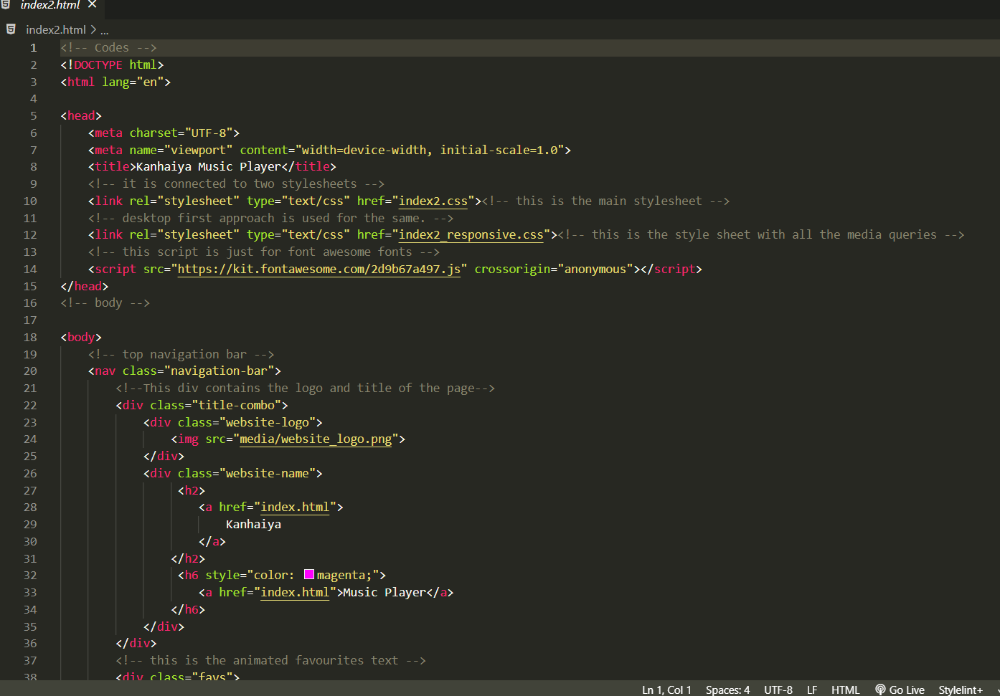 index2.html ×
index2.html > ...
1 <!-- Codes -->
2 <!DOCTYPE html>
3 <html lang="en">
4
5 <head>
6 <meta charset="UTF-8">
7 <meta name="viewport" content="width=device-width, initial-scale=1.0">
8 <title>Kanhaiya Music Player</title>
9 <!-- it is connected to two stylesheets -->
10 <link rel="stylesheet" type="text/css" href="index2.css"><!-- this is the main stylesheet -->
11 <!-- desktop first approach is used for the same. -->
12 <link rel="stylesheet" type="text/css" href="index2_responsive.css"><!-- this is the style sheet with all the media queries -->
13 <!-- this script is just for font awesome fonts -->
14 <script src="https://kit.fontawesome.com/2d9b67a497.js" crossorigin="anonymous"></script>
15 </head>
16 <!-- body -->
17
18 <body>
19 <!-- top navigation bar -->
20 <nav class="navigation-bar">
21 <!--This div contains the logo and title of the page-->
22 <div class="title-combo">
23 <div class="website-logo">
24 <img src="media/website_logo.png">
25 </div>
26 <div class="website-name">
27 <h2>
28 <a href="index.html">
29 Kanhaiya
30 </a>
31 </h2>
32 <h6 style="color: magenta;">
33 <a href="index.html">Music Player</a>
34 </h6>
35 </div>
36 </div>
37 <!-- this is the animated favourites text -->
38 <div class="favs">
Ln 1, Col 1 Spaces: 4 UTF-8 LF HTML Go Live Stylelint+